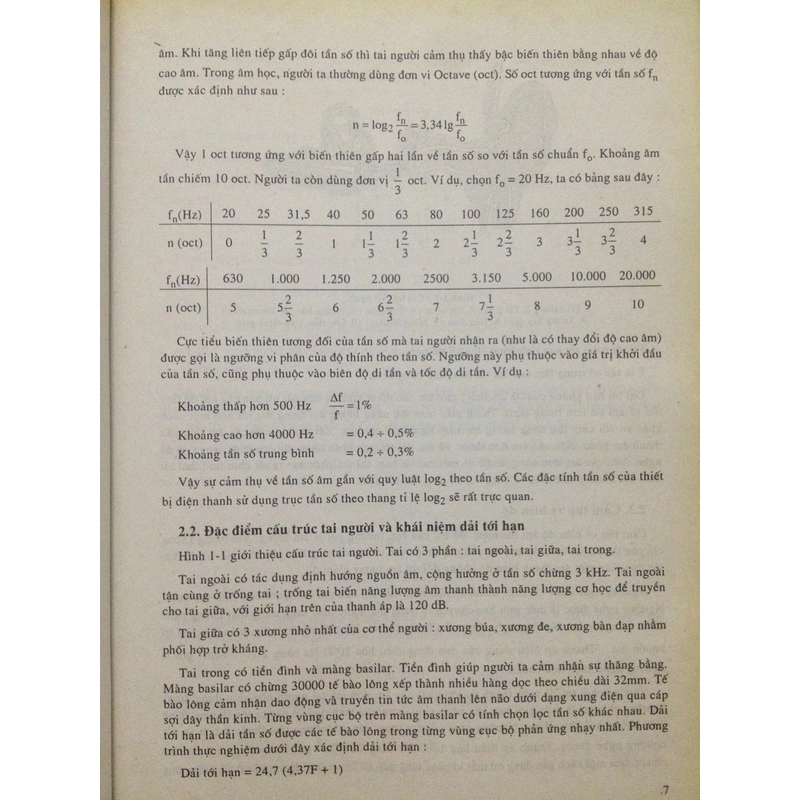 âm. Khi tăng liên tiếp gấp đôi tần số thì tai người cảm thụ thấy bậc biến thiên bằng nhau về độ
cao âm. Trong âm học, người ta thường dùng đơn vi Octave (oct). Số oct tương ứng với tần số fn
được xác định như sau :
n = log2 fn/fo = 3,34 lg fn/fo
Vậy 1 oct tương ứng với biến thiên gấp hai lần về tần số so với tần số chuẩn fo. Khoảng âm
tần chiếm 10 oct. Người ta còn dùng đơn vị 1/3 oct. Ví dụ, chọn fo = 20 Hz, ta có bảng sau đây :
fn(Hz) 20 25 31,5 40 50 63 80 100 125 160 200 250 315
n (oct) 0 1/3 2/3 1 1 1/3 1 2/3 2 2 1/3 2 2/3 3 3 1/3 3 2/3 4
fn(Hz) 630 1.000 1.250 2.000 2500 3.150 5.000 10.000 20.000
n (oct) 5 5 2/3 6 6 2/3 7 7 1/3 8 9 10
Cực tiểu biến thiên tương đối của tần số mà tai người nhận ra (như là có thay đổi độ cao âm)
được gọi là ngưỡng vi phân của độ thính theo tần số. Ngưỡng này phụ thuộc vào giá trị khởi đầu
của tần số, cũng phụ thuộc vào biên độ di tần và tốc độ di tần. Ví dụ :
Khoảng thấp hơn 500 Hz Δf/f = 1%
Khoảng cao hơn 4000 Hz = 0,4 ÷ 0,5%
Khoảng tần số trung bình = 0,2 ÷ 0,3%
Vậy sự cảm thụ về tần số âm gần với quy luật log2 theo tần số. Các đặc tính tần số của thiết
bị điện thanh sử dụng trục tần số theo thang tỉ lệ log2 sẽ rất trực quan.
2.2. Đặc điểm cấu trúc tai người và khái niệm dải tới hạn
Hình 1-1 giới thiệu cấu trúc tai người. Tai có 3 phần : tai ngoài, tai giữa, tai trong.
Tai ngoài có tác dụng định hướng nguồn âm, cộng hưởng ở tần số chừng 3 kHz. Tai ngoài
tận cùng ở trống tai ; trống tai biến năng lượng âm thanh thành năng lượng cơ học để truyền
cho tai giữa, với giới hạn trên của thanh áp là 120 dB.
Tai giữa có 3 xương nhỏ nhất của cơ thể người : xương búa, xương đe, xương bàn đạp nhằm
phối hợp trở kháng.
Tai trong có tiền đình và màng basilar. Tiền đình giúp người ta cảm nhận sự thăng bằng.
Màng basilar có chừng 30000 tế bào lông xếp thành nhiều hàng dọc theo chiều dài 32mm. Tế
bào lông cảm nhận dao động và truyền tin tức âm thanh lên não dưới dạng xung điện qua cáp
sợi dây thần kinh. Từng vùng cục bộ trên màng basilar có tính chọn lọc tần số khác nhau. Dải
tới hạn là dải tần số được các tế bào lông trong từng vùng cục bộ phản ứng nhạy nhất. Phương
trình thực nghiệm dưới đây xác định dải tới hạn :
Dải tới hạn = 24,7 (4,37F + 1)
.7